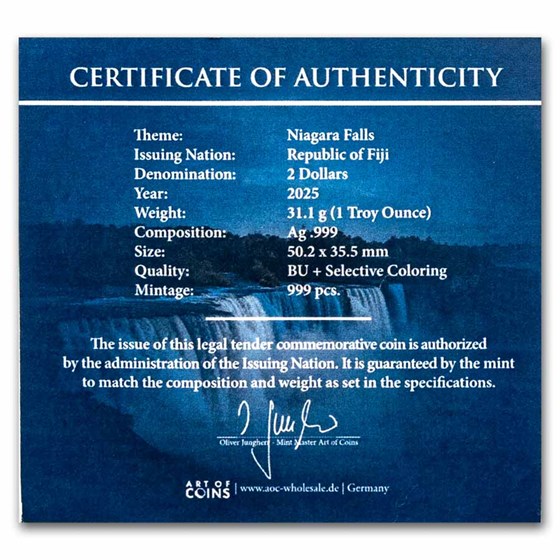 CERTIFICATE OF AUTHENTICITY
Theme: Niagara Falls
Issuing Nation: Republic of Fiji
Denomination: 2 Dollars
Year: 2025
Weight: 31.1 g (1 Troy Ounce)
Composition: Ag .999
Size: 50.2 x 35.5 mm
Quality: BU + Selective Coloring
Mintage: 999 pcs.
The issue of this legal tender commemorative coin is authorized
by the administration of the Issuing Nation. It is guaranteed by the mint
to match the composition and weight as set in the specifications.
Oliver Jungherr - Mint Master Art of Coins
ART OF
COINS | www.aoc-wholesale.de | Germany